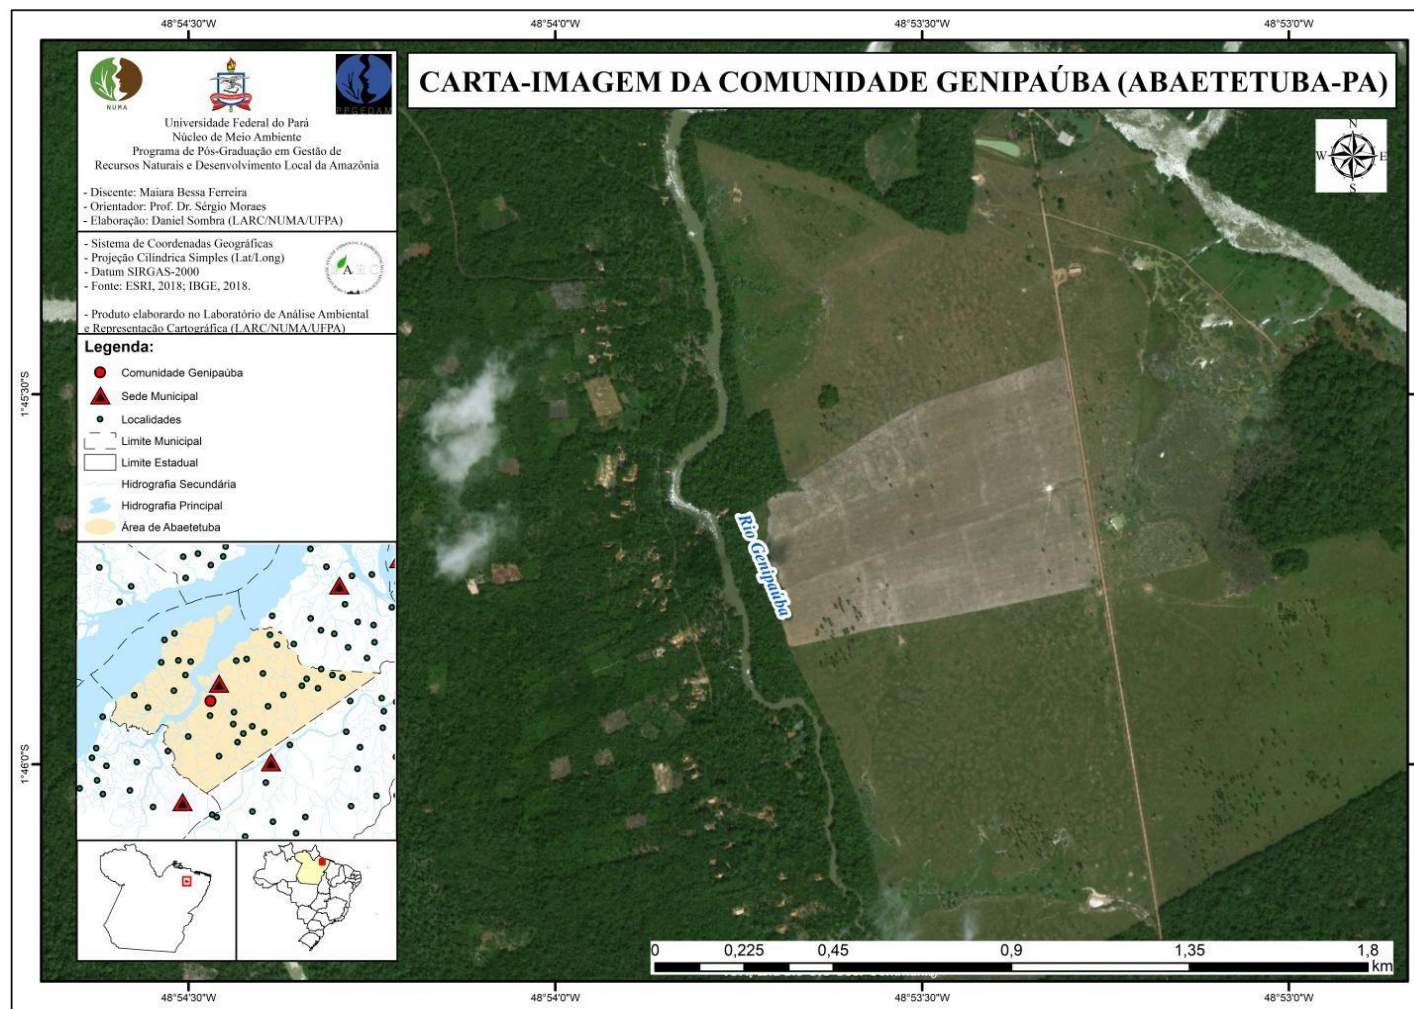 48°54'30"W
48°54'0"W
48°53'30"W
48°53'0"W
CARTA-IMAGEM DA COMUNIDADE GENIPAÚBA (ABAETETUBA-PA)
NUMA
PPGEDAM
Universidade Federal do Pará
Núcleo de Meio Ambiente
Programa de Pós-Graduação em Gestão de
Recursos Naturais e Desenvolvimento Local da Amazônia
- Discente: Maiara Bessa Ferreira
- Orientador: Prof. Dr. Sérgio Moraes
- Elaboração: Daniel Sombra (LARC/NUMA/UFPA)
- Sistema de Coordenadas Geográficas
- Projeção Cilíndrica Simples (Lat/Long)
- Datum SIRGAS-2000
- Fonte: ESRI, 2018; IBGE, 2018.
- Produto elaborardo no Laboratório de Análise Ambiental
e Representação Cartográfica (LARC/NUMA/UFPA)
LARC
N
W
E
S
Legenda:
Comunidade Genipaúba
Sede Municipal
Localidades
Limite Municipal
Limite Estadual
Hidrografia Secundária
Hidrografia Principal
Área de Abaetetuba
1°45'30"S
Rio Genipaúba
1°46'0"S
0
0,225
0,45
0,9
1,35
1,8
km
48°54'30"W
48°54'0"W
48°53'30"W
48°53'0"W